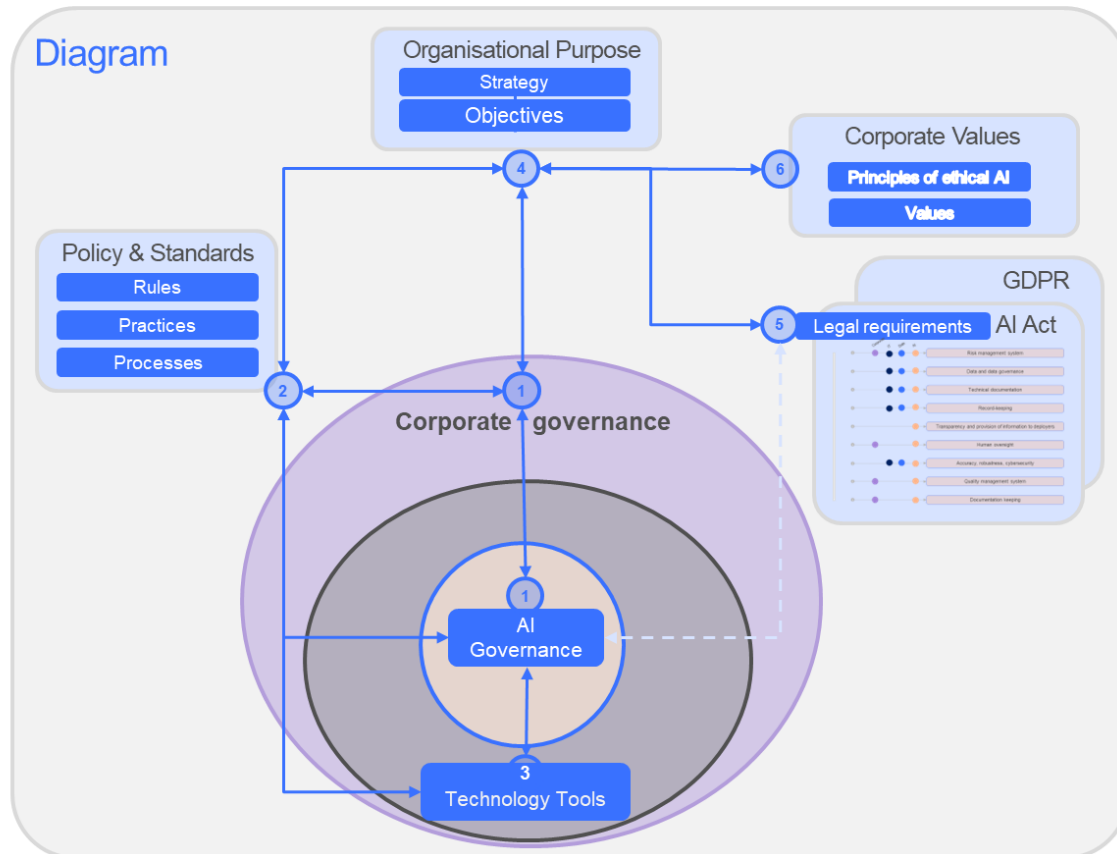 Diagram
Organisational Purpose
Strategy
Objectives
4
6
Corporate Values
Principles of ethical AI
Values
Policy & Standards
Rules
Practices
Processes
2
GDPR
AI Act
5
Legal requirements
Risk management system
Data and data governance
Technical documentation
Record-keeping
Transparency and provision of information to deployers
Human oversight
Accuracy, robustness, cybersecurity
Quality management system
Documentation keeping
1
Corporate governance
1
AI
Governance
3
Technology Tools